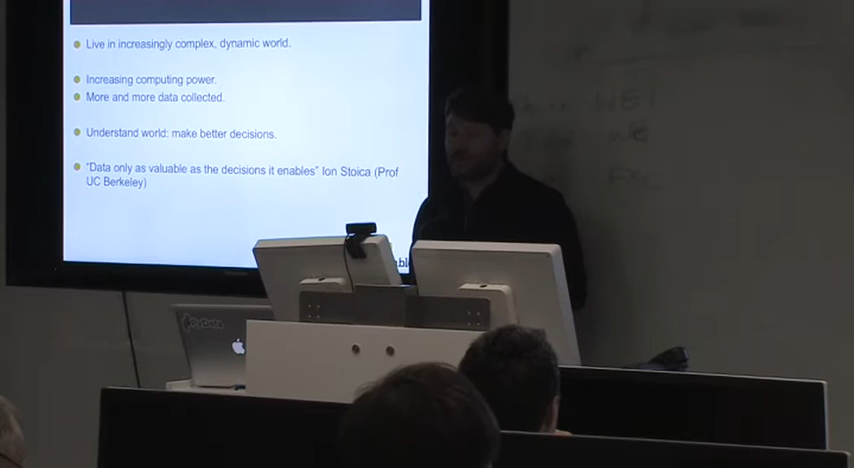 Live in increasingly complex, dynamic world.
Increasing computing power.
More and more data collected.
Understand world: make better decisions.
"Data only as valuable as the decisions it enables" Ion Stoica (Prof
UC Berkeley)
PyData